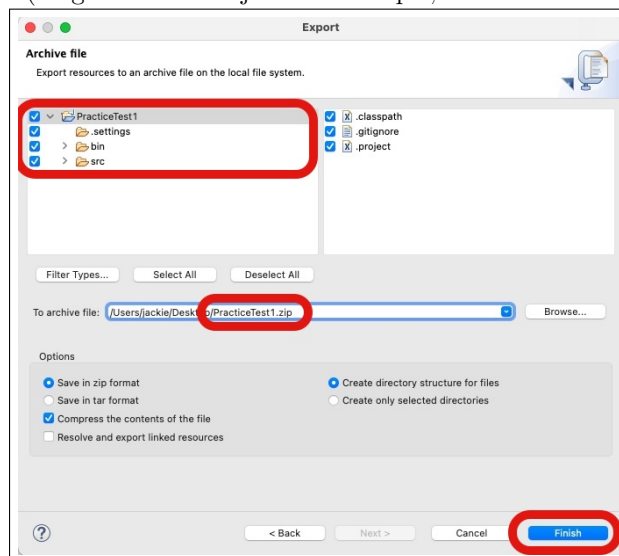 Export
Archive file
Export resources to an archive file on the local file system.
PracticeTest1
.settings
bin
src
.classpath
.gitignore
.project
Filter Types...
Select All
Deselect All
To archive file:
/Users/jackie/Desktop/PracticeTest1.zip
Browse...
Options
Save in zip format
Save in tar format
Compress the contents of the file
Resolve and export linked resources
Create directory structure for files
Create only selected directories
?
< Back
Next >
Cancel
Finish